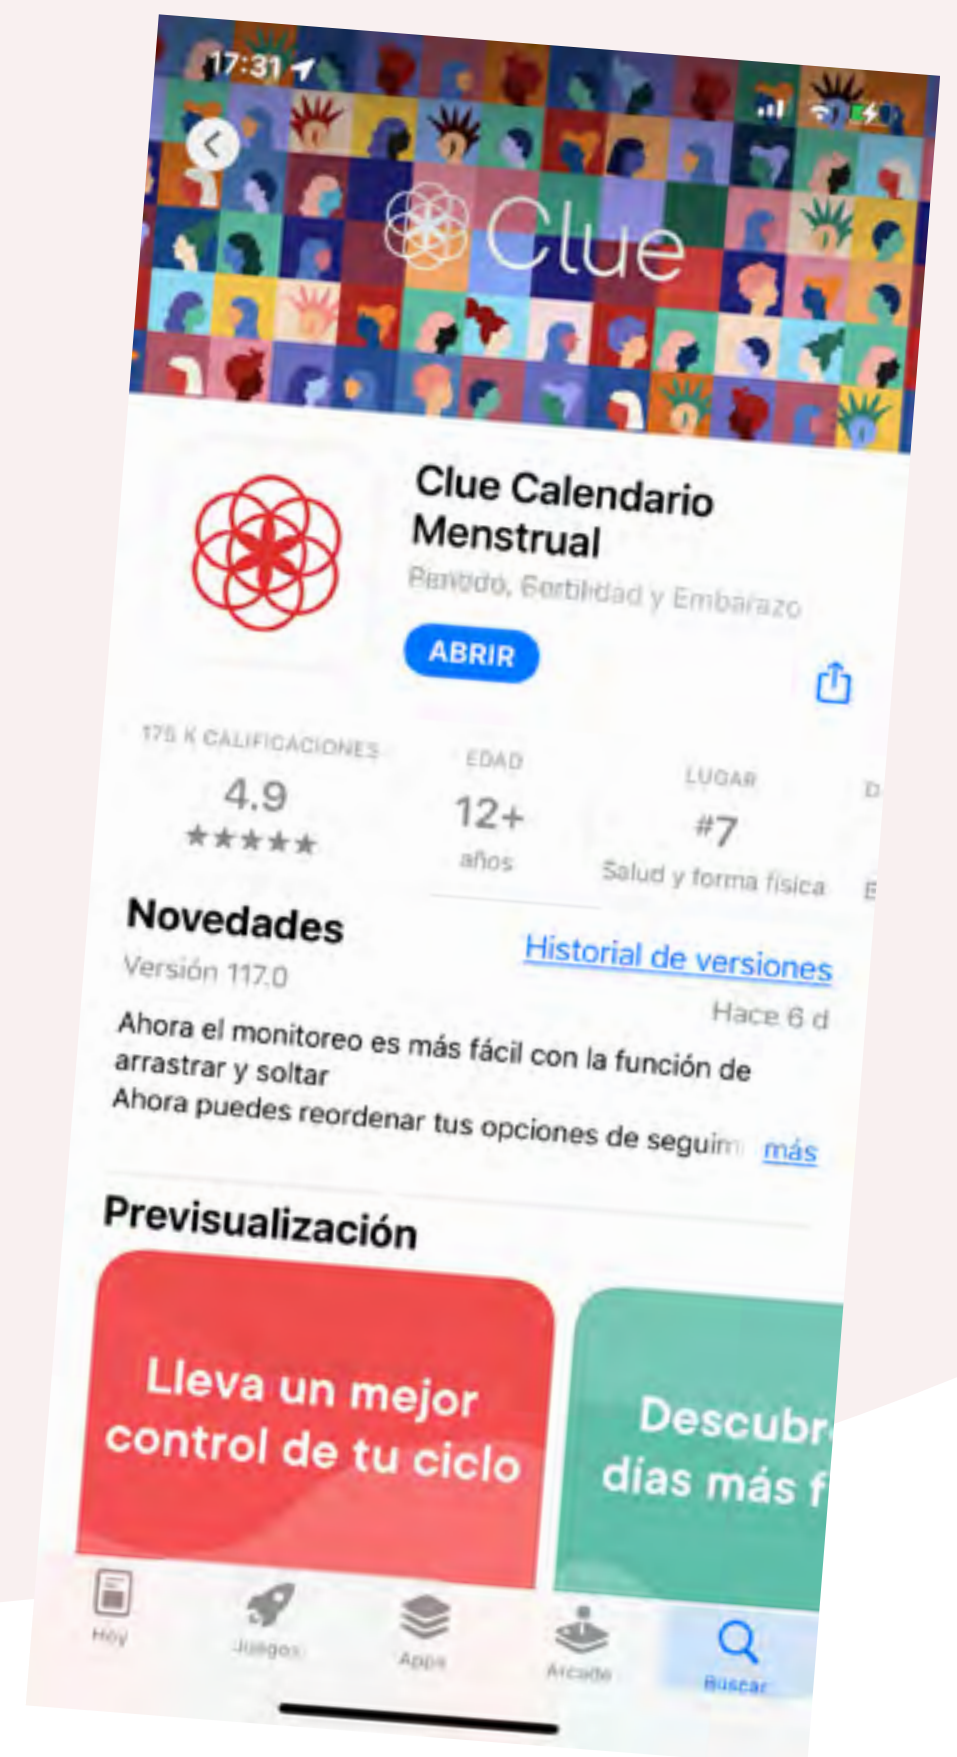 17:31
Clue
Clue Calendario
Menstrual
Periodo, Fertilidad y Embarazo
ABRIR
175 K CALIFICACIONES
EDAD
LUGAR
D
4.9
12+
#7
años
Salud y forma física
E
Novedades
Historial de versiones
Versión 117.0
Hace 6 d
Ahora el monitoreo es más fácil con la función de
arrastrar y soltar
Ahora puedes reordenar tus opciones de seguim
más
Previsualización
Lleva un mejor
control de tu ciclo
Descubr
días más f
Hoy
Juegos
Apps
Arcade
Buscar